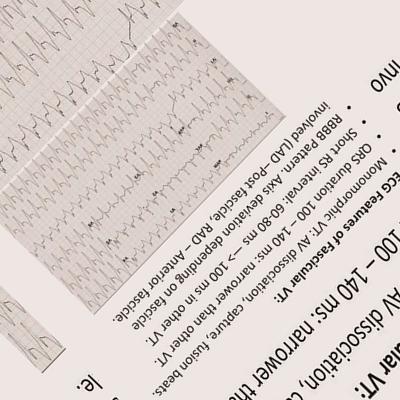 ECG Features of Fascicular VT:
Monomorphic VT: AV dissociation, capture, fusion beats.
QRS duration 100 – 140 ms: narrower than other VT.
Short RS interval: 60-80 ms —> 100 ms in other VT.
RBBB Pattern. Axis deviation depending on fascicle
involved (LAD - Post fascicle, RAD – Anterior fascicle.
invo
le.
cular VT:
AV dissociation, c
100 – 140 ms: narrower th